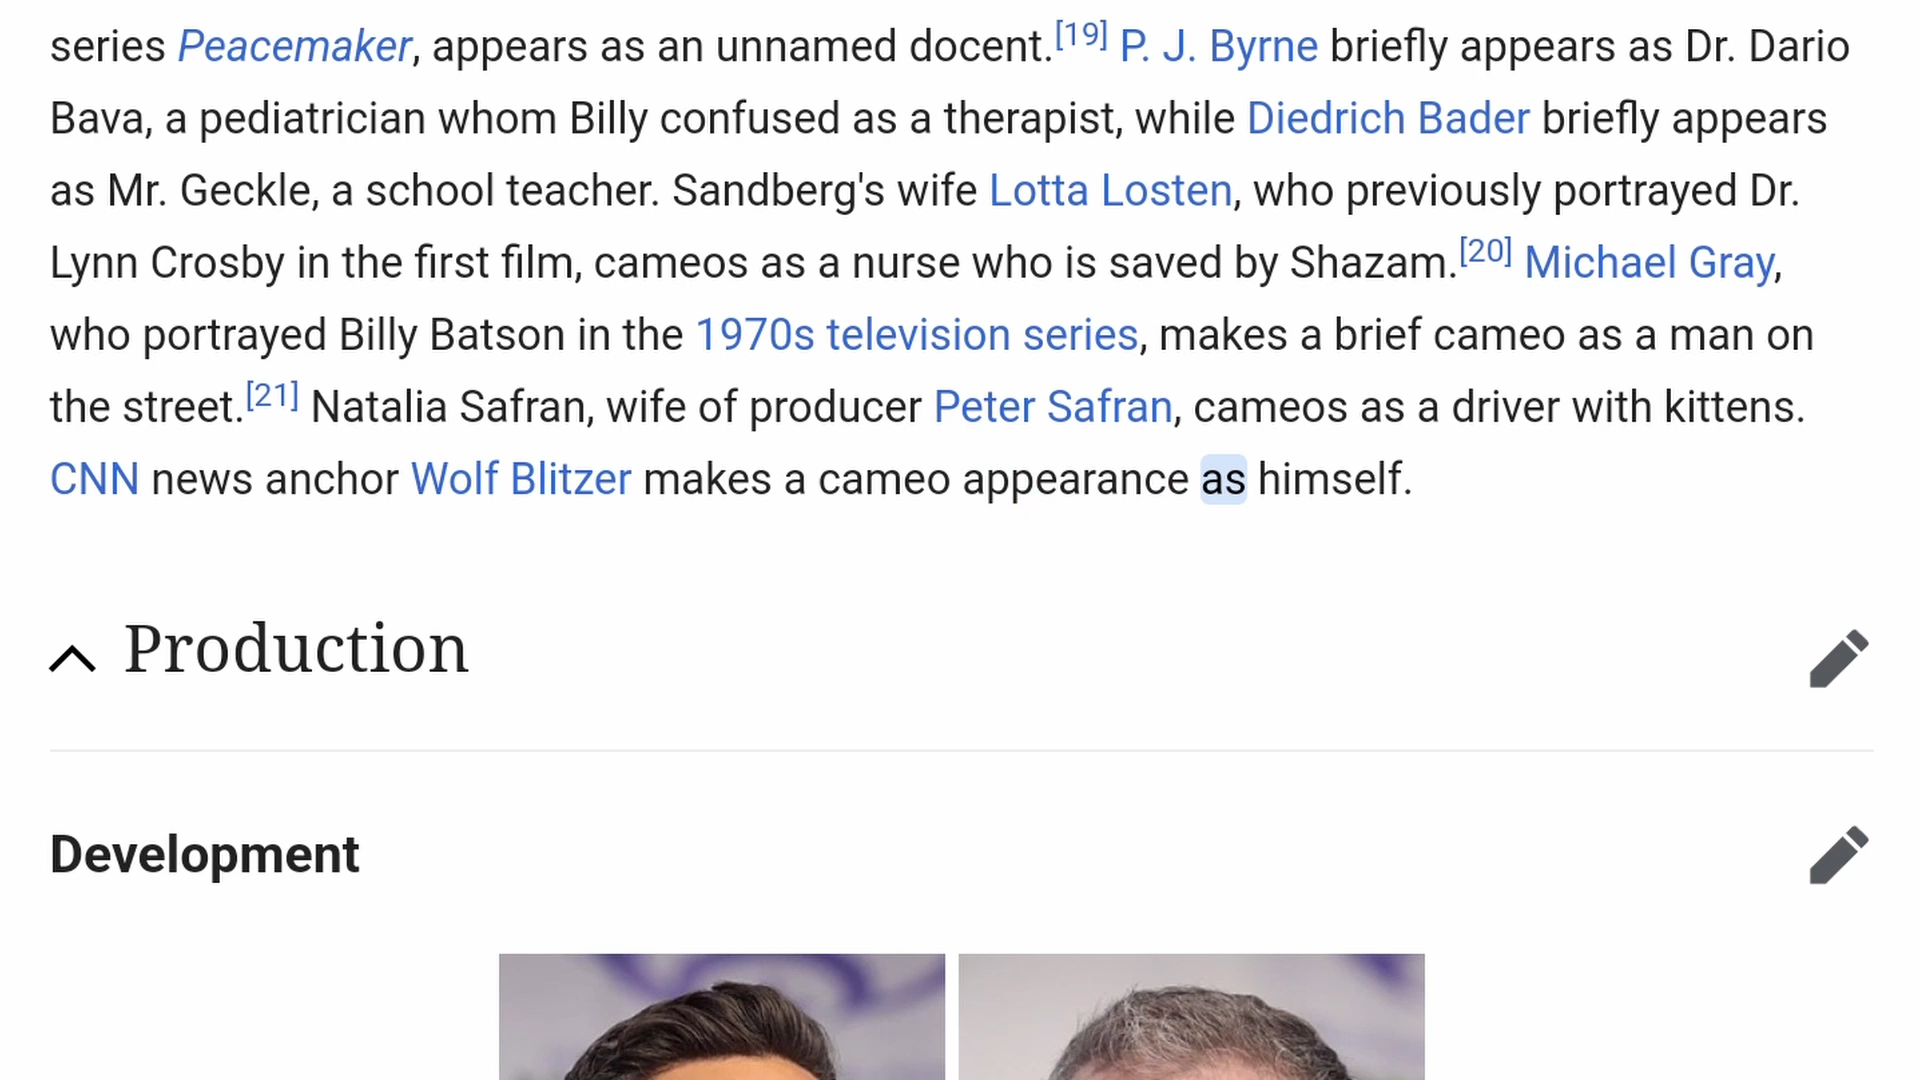 series Peacemaker, appears as an unnamed docent.[19] P. J. Byrne briefly appears as Dr. Dario
Bava, a pediatrician whom Billy confused as a therapist, while Diedrich Bader briefly appears
as Mr. Geckle, a school teacher. Sandberg's wife Lotta Losten, who previously portrayed Dr.
Lynn Crosby in the first film, cameos as a nurse who is saved by Shazam.[20] Michael Gray,
who portrayed Billy Batson in the 1970s television series, makes a brief cameo as a man on
the street.[21] Natalia Safran, wife of producer Peter Safran, cameos as a driver with kittens.
CNN news anchor Wolf Blitzer makes a cameo appearance as himself.
Production
Development